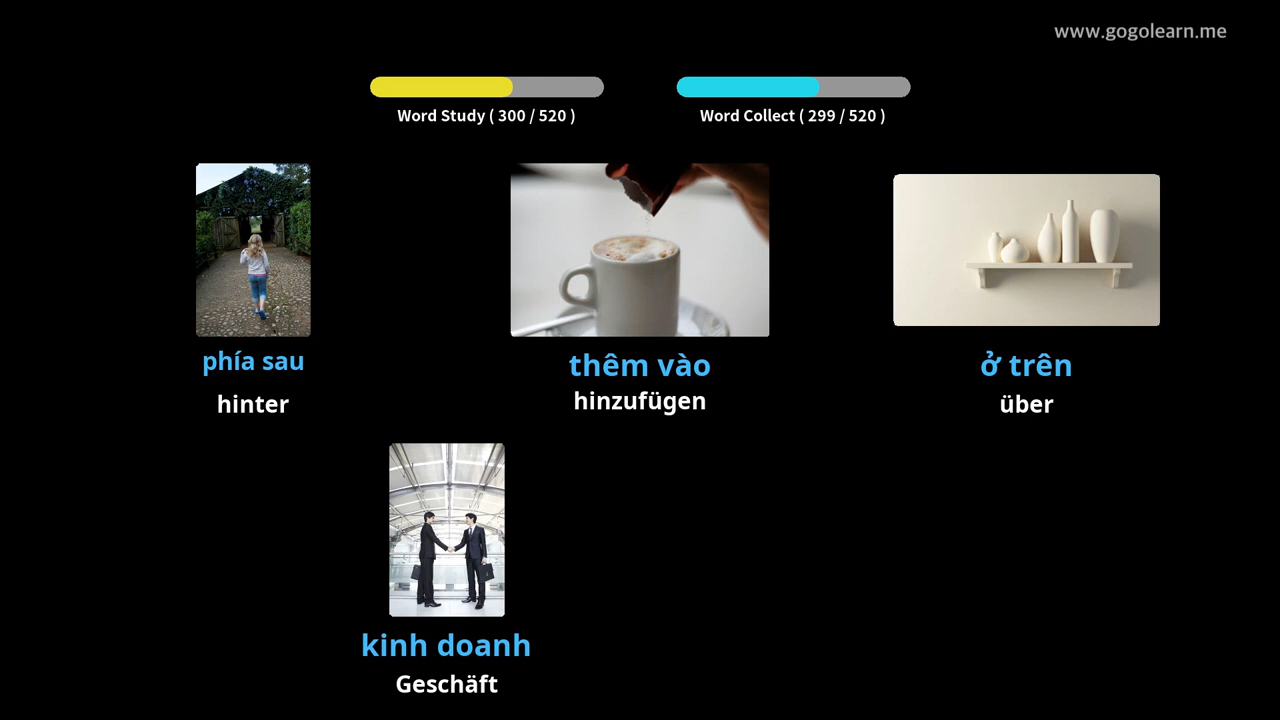 www.gogolearn.me
Word Study ( 300 / 520 )
Word Collect ( 299 / 520 )
phía sau
hinter
thêm vào
hinzufügen
ở trên
über
kinh doanh
Geschäft